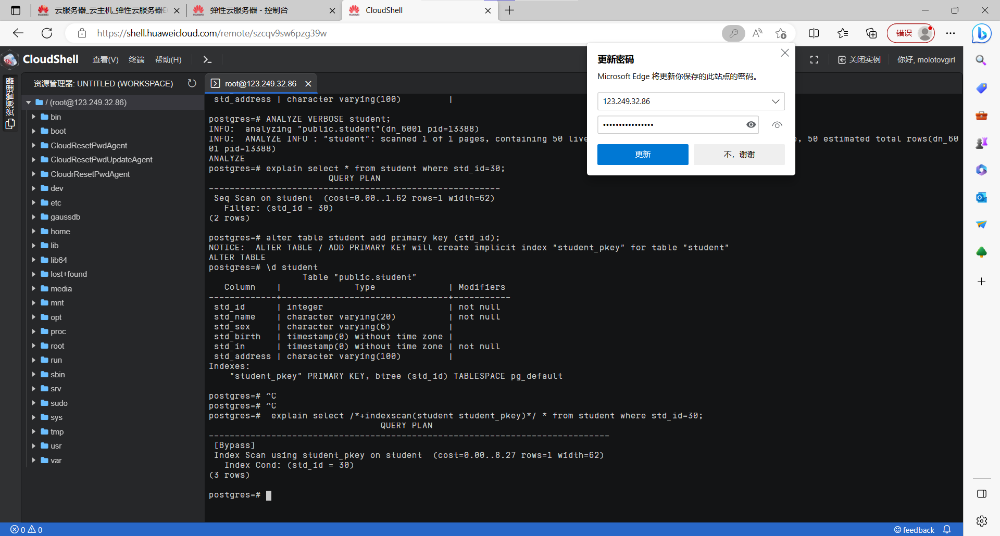 云服务器_云主机_弹性云服务器E
弹性云服务器 - 控制台
CloudShell
https://shell.huaweicloud.com/remote/szcqv9sw6pzg39w
错误
CloudShell
查看(V)
终端
帮助(H)
关闭实例
你好, molotovgirl
资源管理器
资源管理器: UNTITLED (WORKSPACE)
/ (root@123.249.32.86)
bin
boot
CloudResetPwdAgent
CloudResetPwdUpdateAgent
CloudrResetPwdAgent
dev
etc
gaussdb
home
lib
lib64
lost+found
media
mnt
opt
proc
root
run
sbin
srv
sudo
sys
tmp
usr
var
root@123.249.32.86
std_address | character varying(100)         |
postgres=# ANALYZE VERBOSE student;
INFO:  analyzing "public.student"(dn_6001 pid=13388)
INFO:  ANALYZE INFO : "student": scanned 1 of 1 pages, containing 50 live
, 50 estimated total rows(dn_60
01 pid=13388)
ANALYZE
postgres=# explain select * from student where std_id=30;
QUERY PLAN
--------------------------------------------------------
Seq Scan on student  (cost=0.00..1.62 rows=1 width=62)
Filter: (std_id = 30)
(2 rows)
postgres=# alter table student add primary key (std_id);
NOTICE:  ALTER TABLE / ADD PRIMARY KEY will create implicit index "student_pkey" for table "student"
ALTER TABLE
postgres=# \d student
Table "public.student"
Column    |              Type              | Modifiers
-------------+--------------------------------+-----------
std_id      | integer                        | not null
std_name    | character varying(20)          | not null
std_sex     | character varying(6)           |
std_birth   | timestamp(0) without time zone |
std_in      | timestamp(0) without time zone | not null
std_address | character varying(100)         |
Indexes:
"student_pkey" PRIMARY KEY, btree (std_id) TABLESPACE pg_default
postgres=# ^C
postgres=# ^C
postgres=#  explain select /*+indexscan(student student_pkey)*/ * from student where std_id=30;
QUERY PLAN
-----------------------------------------------------------------------------
[Bypass]
Index Scan using student_pkey on student  (cost=0.00..8.27 rows=1 width=62)
Index Cond: (std_id = 30)
(3 rows)
postgres=#
更新密码
Microsoft Edge 将更新你保存的此站点的密码。
123.249.32.86
••••••••••••••••
更新
不，谢谢
0
0
feedback